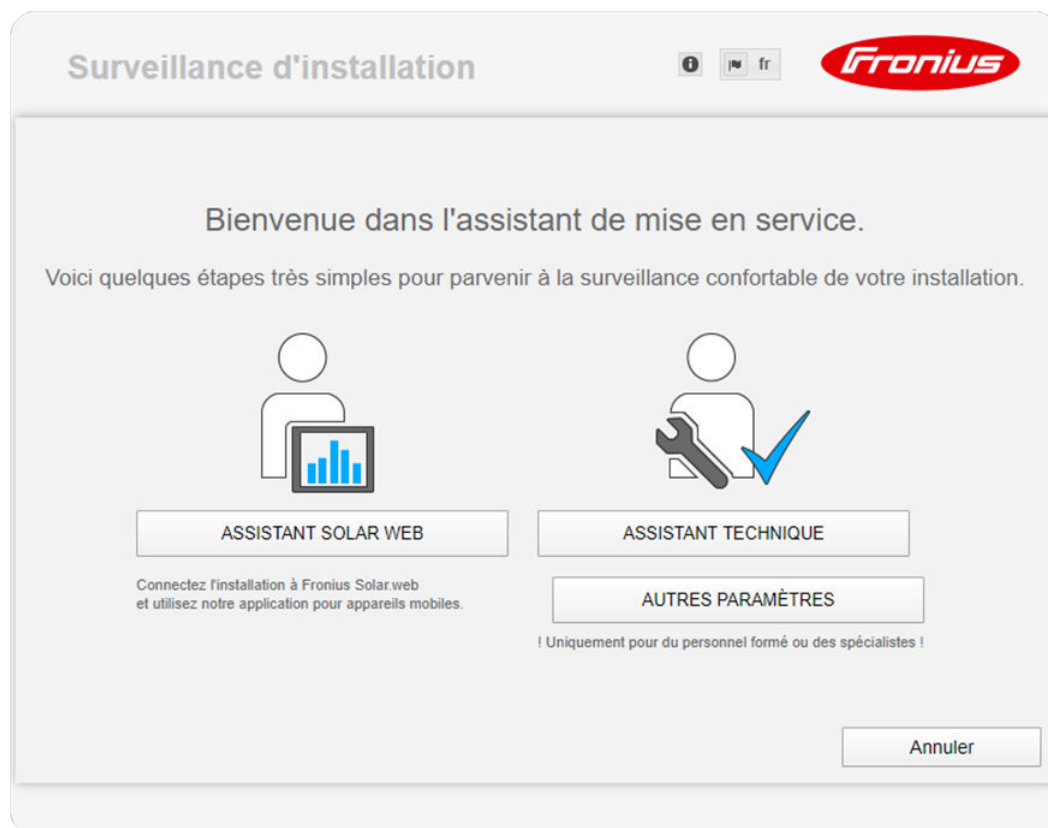 Surveillance d'installation
fr
Fronius
Bienvenue dans l'assistant de mise en service.
Voici quelques étapes très simples pour parvenir à la surveillance confortable de votre installation.
ASSISTANT SOLAR WEB
ASSISTANT TECHNIQUE
Connectez l'installation à Fronius Solar.web
et utilisez notre application pour appareils mobiles.
AUTRES PARAMÈTRES
! Uniquement pour du personnel formé ou des spécialistes !
Annuler